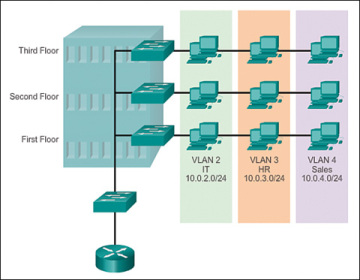 Third Floor
Second Floor
First Floor
VLAN 2
IT
10.0.2.0/24
VLAN 3
HR
10.0.3.0/24
VLAN 4
Sales
10.0.4.0/24